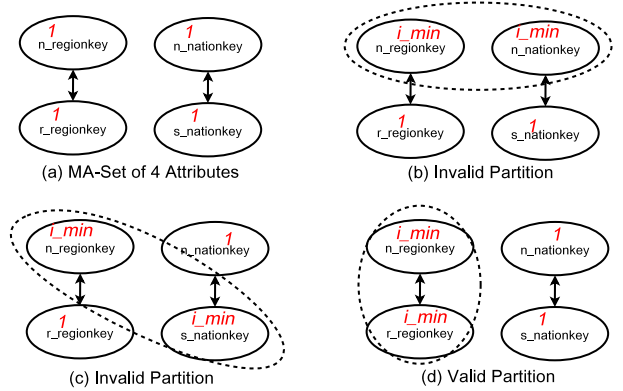 1
n_regionkey
1
n_nationkey
1
r_regionkey
1
s_nationkey
(a) MA-Set of 4 Attributes
i_min
n_regionkey
i_min
n_nationkey
1
r_regionkey
1
s_nationkey
(b) Invalid Partition
i_min
n_regionkey
1
n_nationkey
1
r_regionkey
i_min
s_nationkey
(c) Invalid Partition
i_min
n_regionkey
1
n_nationkey
i_min
r_regionkey
1
s_nationkey
(d) Valid Partition